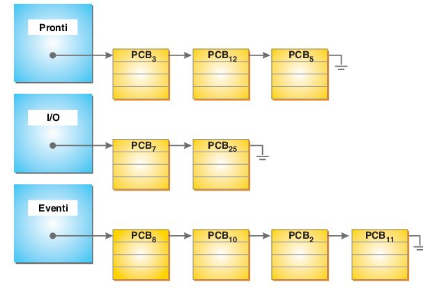 Pronti
PCB3 PCB12 PCB5
I/O
PCB7 PCB25
Eventi
PCB8 PCB10 PCB2 PCB11